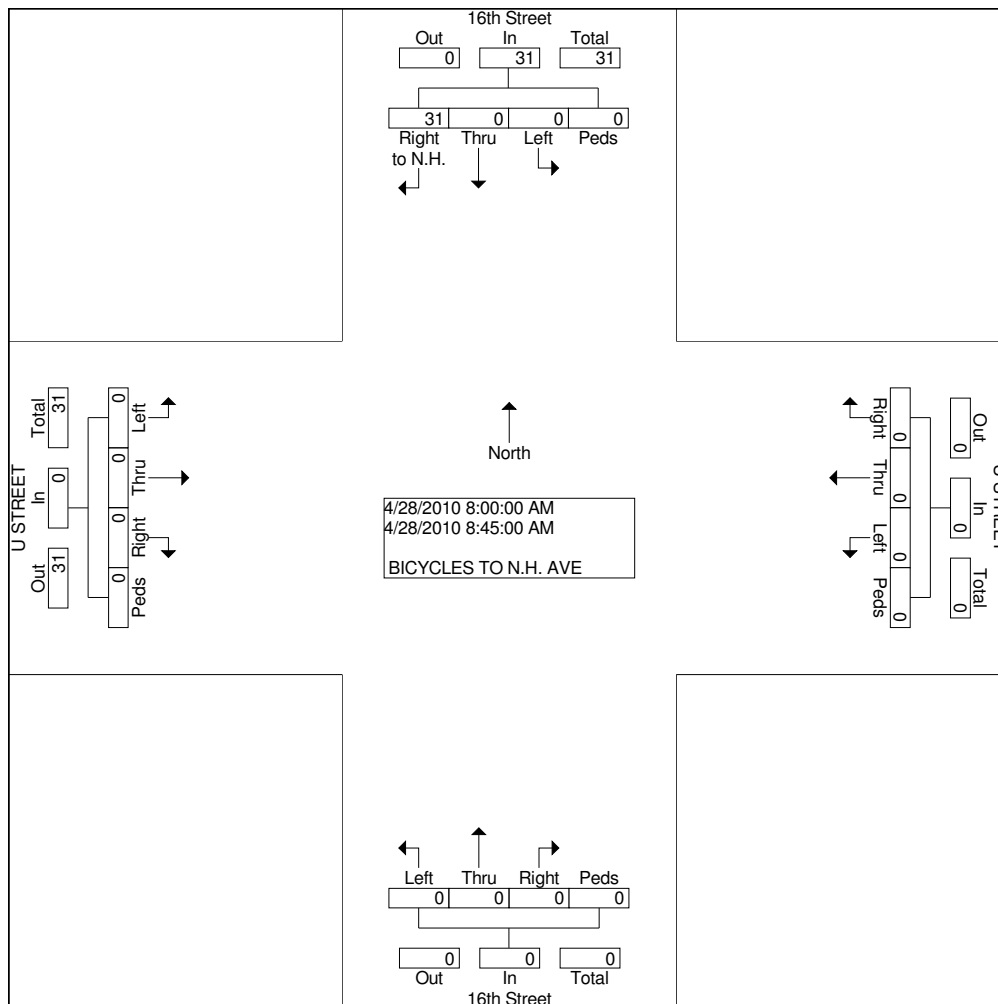 16th Street
Out In Total
0 31 31
31 0 0 0
Right Thru Left Peds
to N.H.
U STREET
Total In Out
31 0 31
0 0 0 0
Left Thru Right Peds
North
4/28/2010 8:00:00 AM
4/28/2010 8:45:00 AM
BICYCLES TO N.H. AVE
Right Thru Left Peds
0 0 0 0
Out In Total
0 0 0
U STREET
Left Thru Right Peds
0 0 0 0
0 0 0
Out In Total
16th Street